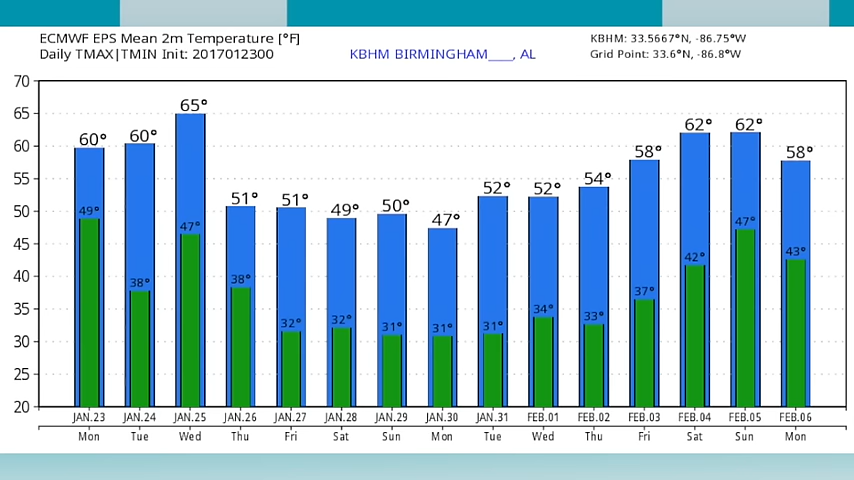 ECMWF EPS Mean 2m Temperature [°F]
Daily TMAX|TMIN Init: 2017012300
KBHM BIRMINGHAM___, AL
KBHM: 33.5667°N, -86.75°W
Grid Point: 33.6°N, -86.8°W
70
65
60
55
50
45
40
35
30
25
20
60° 60° 65° 51° 51° 49° 50° 47° 52° 52° 54° 58° 62° 62° 58°
49° 38° 47° 38° 32° 32° 31° 31° 31° 34° 33° 37° 42° 47° 43°
JAN.23 JAN.24 JAN.25 JAN.26 JAN.27 JAN.28 JAN.29 JAN.30 JAN.31 FEB.01 FEB.02 FEB.03 FEB.04 FEB.05 FEB.06
Mon Tue Wed Thu Fri Sat Sun Mon Tue Wed Thu Fri Sat Sun Mon